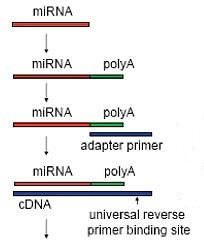 miRNA
miRNA polyA
miRNA polyA
adapter primer
miRNA polyA
cDNA
universal reverse
primer binding site